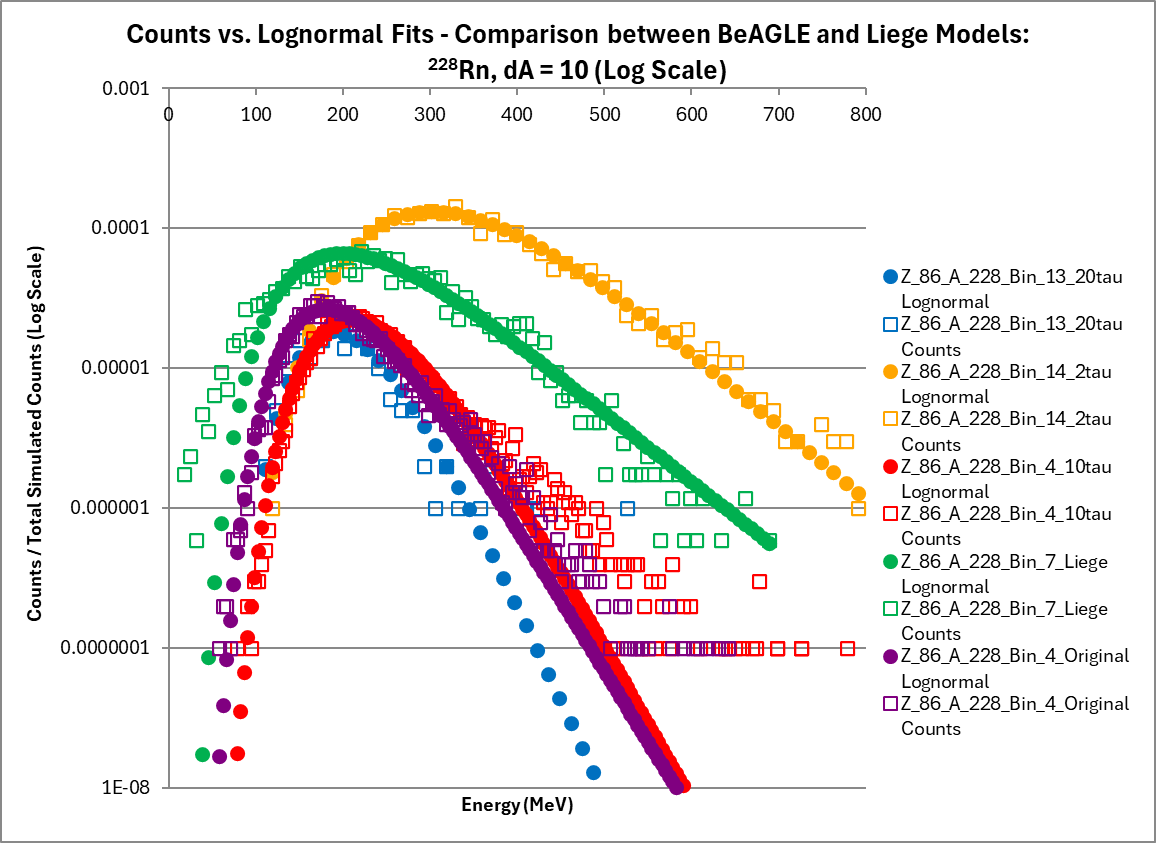 Counts vs. Lognormal Fits - Comparison between BeAGLE and Liege Models:
²²⁸Rn, dA = 10 (Log Scale)
0.001
0 100 200 300 400 500 600 700 800
0.0001
0.00001
0.000001
0.0000001
1E-08
Counts / Total Simulated Counts (Log Scale)
Energy (MeV)
Z_86_A_228_Bin_13_20tau
Lognormal
Z_86_A_228_Bin_13_20tau
Counts
Z_86_A_228_Bin_14_2tau
Lognormal
Z_86_A_228_Bin_14_2tau
Counts
Z_86_A_228_Bin_4_10tau
Lognormal
Z_86_A_228_Bin_4_10tau
Counts
Z_86_A_228_Bin_7_Liege
Lognormal
Z_86_A_228_Bin_7_Liege
Counts
Z_86_A_228_Bin_4_Original
Lognormal
Z_86_A_228_Bin_4_Original
Counts